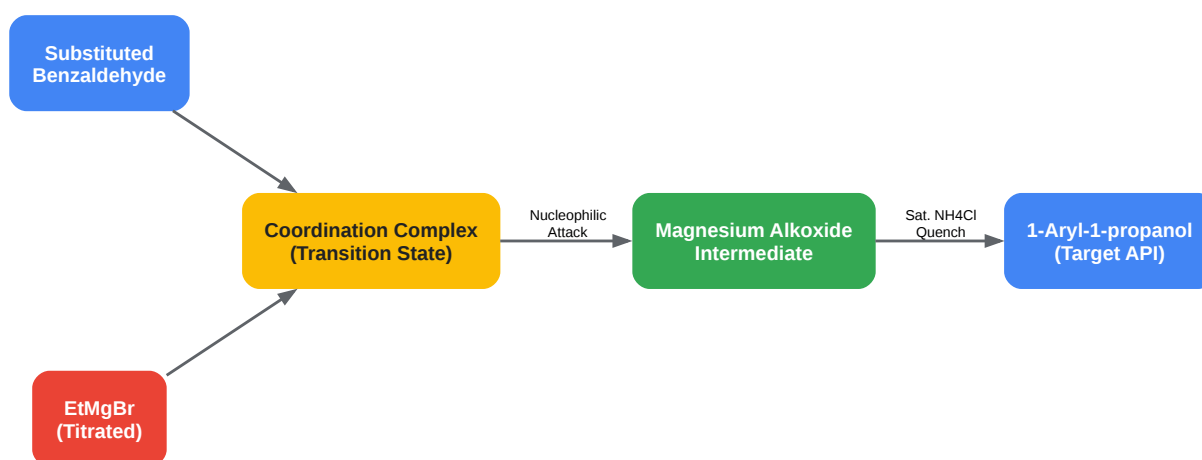 Substituted
Benzaldehyde
Coordination Complex
(Transition State)
Nucleophilic
Attack
Magnesium Alkoxide
Intermediate
Sat. NH4Cl
Quench
1-Aryl-1-propanol
(Target API)
EtMgBr
(Titrated)